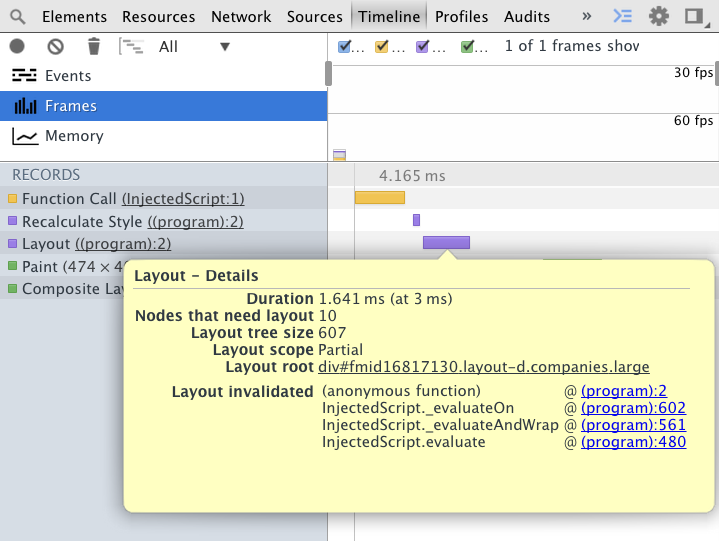 Elements Resources Network Sources Timeline Profiles Audits »
All ▼ ... ... ... ... 1 of 1 frames show
Events
30 fps
Frames
60 fps
Memory
RECORDS 4.165 ms
Function Call (InjectedScript:1)
Recalculate Style ((program):2)
Layout ((program):2)
Paint (474 × 4
Composite La
Layout – Details
Duration 1.641 ms (at 3 ms)
Nodes that need layout 10
Layout tree size 607
Layout scope Partial
Layout root div#fmid16817130.layout-d.companies.large
Layout invalidated (anonymous function) @ (program):2
InjectedScript._evaluateOn @ (program):602
InjectedScript._evaluateAndWrap @ (program):561
InjectedScript.evaluate @ (program):480